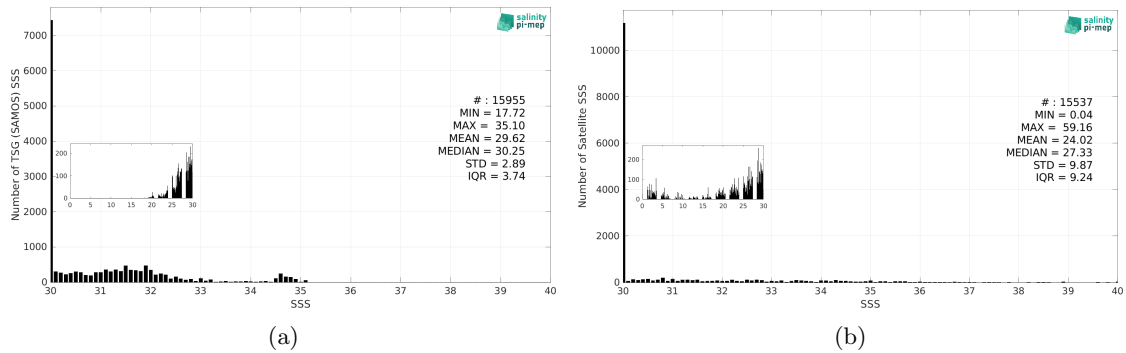 salinity
pi-mep
Number of TSG (SAMOS) SSS
7000
6000
5000
4000
3000
2000
1000
0
# : 15955
MIN = 17.72
MAX = 35.10
MEAN = 29.62
MEDIAN = 30.25
STD = 2.89
IQR = 3.74
200
100
0
0 5 10 15 20 25 30
30 31 32 33 34 35 36 37 38 39 40
SSS
(a)
salinity
pi-mep
Number of Satellite SSS
10000
8000
6000
4000
2000
0
# : 15537
MIN = 0.04
MAX = 59.16
MEAN = 24.02
MEDIAN = 27.33
STD = 9.87
IQR = 9.24
200
100
0
0 5 10 15 20 25 30
30 31 32 33 34 35 36 37 38 39 40
SSS
(b)